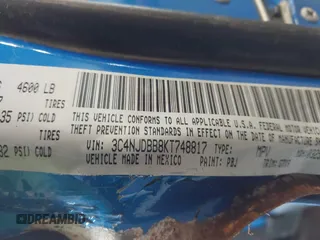 4600 LB
TIRES
35 PSI) COLD
TIRES
32 PSI) COLD
THIS VEHICLE CONFORMS TO ALL APPLICABLE U.S.A. FEDERAL MOTOR VEHICLE
THEFT PREVENTION STANDARDS IN EFFECT ON THE DATE OF
VIN: 3C4NJDBB8KT748817 TYPE: MPV
VEHICLE MADE IN MEXICO PAINT: PBJ TRIM:
DREAMBID